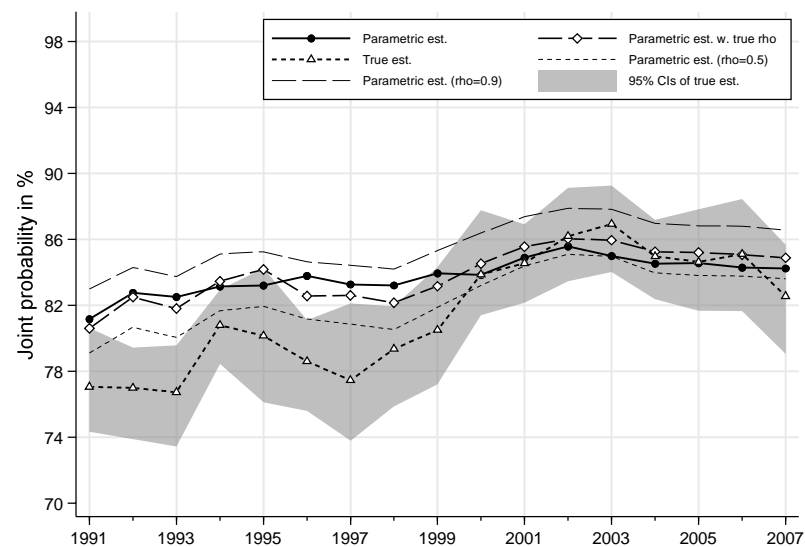 Parametric est.
Parametric est. w. true rho
True est.
Parametric est. (rho=0.5)
Parametric est. (rho=0.9)
95% CIs of true est.
Joint probability in %
98
94
90
86
82
78
74
70
1991 1993 1995 1997 1999 2001 2003 2005 2007